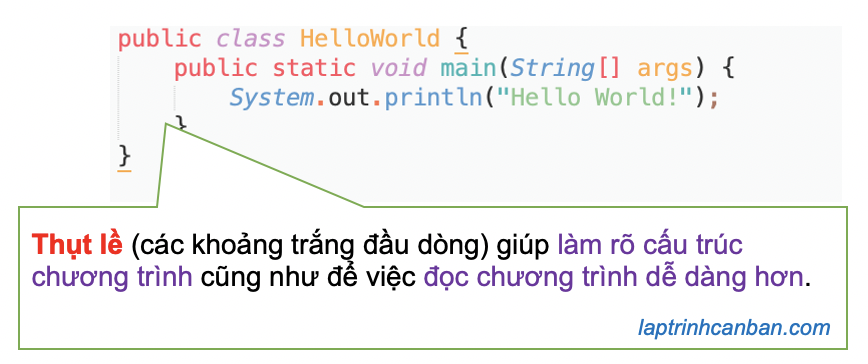 public class HelloWorld {
    public static void main(String[] args) {
        System.out.println("Hello World!");
    }
}
Thụt lề (các khoảng trắng đầu dòng) giúp làm rõ cấu trúc
chương trình cũng như để việc đọc chương trình dễ dàng hơn.
laptrinhcanban.com